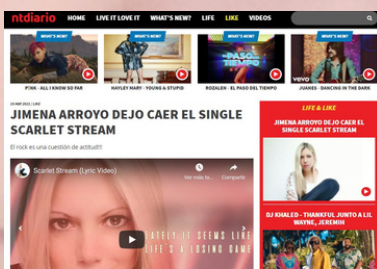 ntdiario
HOME LIVE IT LOVE IT WHAT'S NEW? LIFE LIKE VIDEOS
WHAT'S NEW? WHAT'S NEW? WHAT'S NEW? WHAT'S NEW?
PASO
TIEMPO
vevo
P!NK - ALL I KNOW SO FAR
HAYLEY MARY - YOUNG & STUPID
ROZALEN - EL PASO DEL TIEMPO
JUANES - DANCING IN THE DARK
LIKE
JIMENA ARROYO DEJO CAER EL SINGLE
SCARLET STREAM
El rock es una cuestión de actitud!!!
Scarlet Stream (Lyric Video)
Ver más ta...
Compartir
LATELY IT SEEMS LIKE
LIFE'S A LOSING GAME
LIFE & LIKE
JIMENA ARROYO DEJO CAER EL
SINGLE SCARLET STREAM
DJ KHALED - THANKFUL JUNTO A LIL
WAYNE, JEREMIH